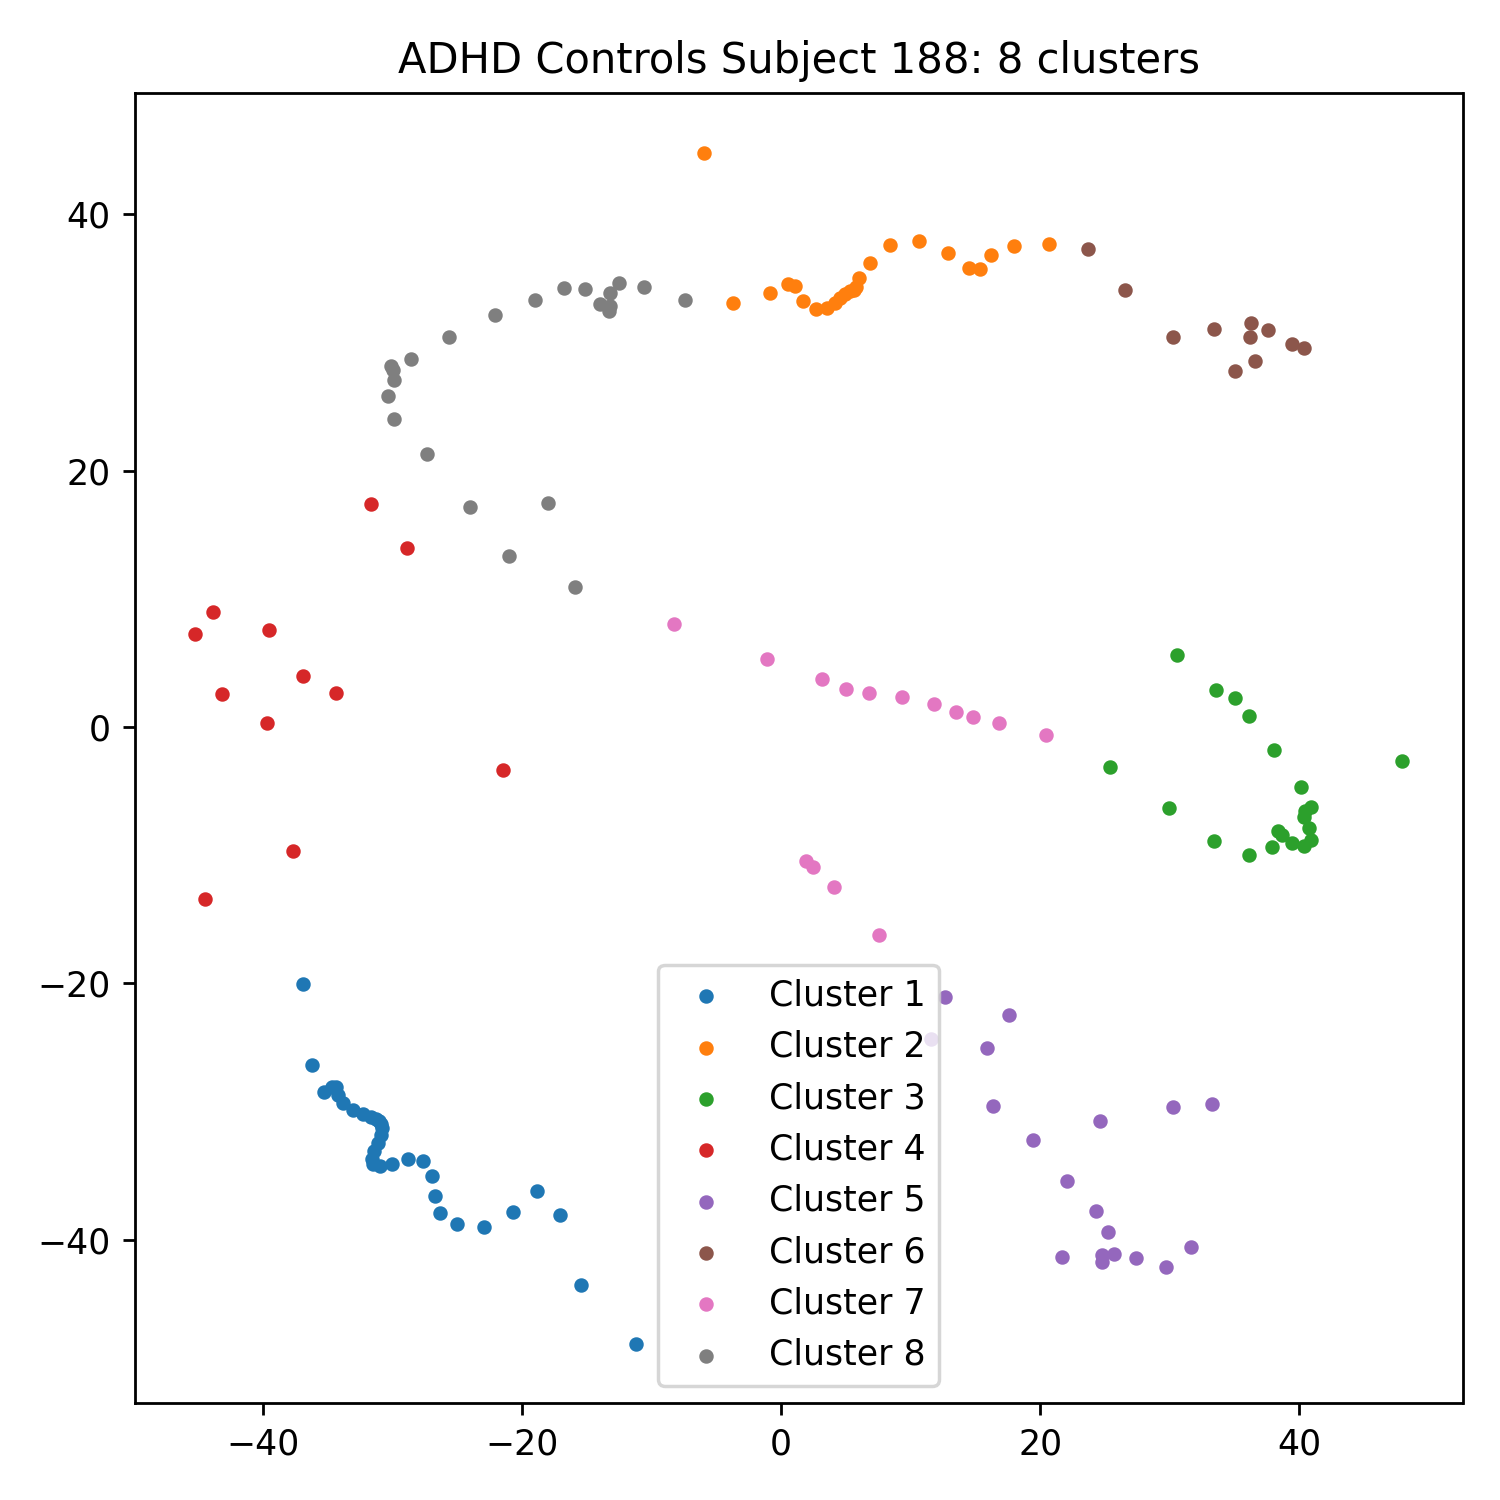 ADHD Controls Subject 188: 8 clusters
40
20
0
−20
−40
Cluster 1
Cluster 2
Cluster 3
Cluster 4
Cluster 5
Cluster 6
Cluster 7
Cluster 8
−40 −20 0 20 40